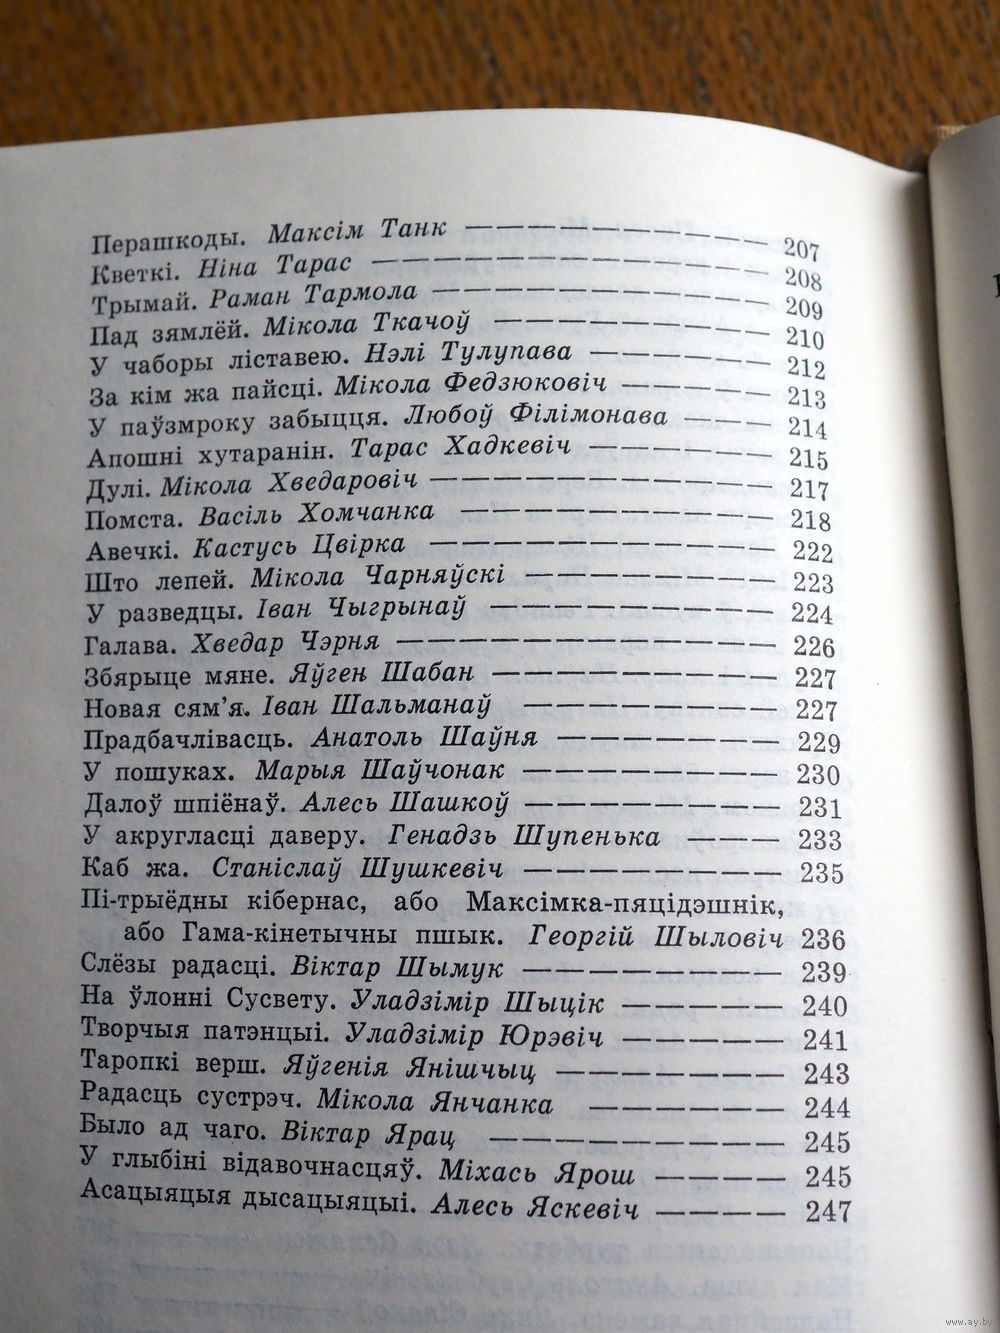 Перашкоды. Максім Танк — — — — — — — — — — — 207
Кветкі. Ніна Тарас — — — — — — — — — — — — — — 208
Трымай. Раман Тармола — — — — — — — — — — — — 209
Пад зямлёй. Мікола Ткачоў — — — — — — — — — — 210
У чаборы ліставею. Нэлі Тулупава — — — — — — — 212
За кім жа пайсці. Мікола Федзюковіч — — — — — — 213
У паўзмроку забыцця. Любоў Філімонава — — — — 214
Апошні хутаранін. Тарас Хадкевіч — — — — — — — 215
Дулі. Мікола Хведаровіч — — — — — — — — — — — — 217
Помста. Васіль Хомчанка — — — — — — — — — — — 218
Авечкі. Кастусь Цвірка — — — — — — — — — — — — 222
Што лепей. Мікола Чарняўскі — — — — — — — — — 223
У разведцы. Іван Чыгрынаў — — — — — — — — — — 224
Галава. Хведар Чэрня — — — — — — — — — — — — — 226
Збярыце мяне. Яўген Шабан — — — — — — — — — — 227
Новая сям’я. Іван Шальманаў — — — — — — — — — 227
Прадбачлівасць. Анатоль Шаўня — — — — — — — — 229
У пошуках. Марыя Шаўчонак — — — — — — — — — 230
Далоў шпіёнаў. Алесь Шашкоў — — — — — — — — — 231
У акругласці даверу. Генадзь Шупенька — — — — 233
Каб жа. Станіслаў Шушкевіч — — — — — — — — — 235
Пі-трыёдны кібернас, або Максімка-пяцідэшнік,
або Гама-кінетычны пшык. Георгій Шыловіч 236
Слёзы радасці. Віктар Шымук — — — — — — — — — 239
На ўлонні Сусвету. Уладзімір Шыцік — — — — — — 240
Творчыя патэнцыі. Уладзімір Юрэвіч — — — — — — 241
Таропкі верш. Яўгенія Янішчыц — — — — — — — — 243
Радасць сустрэч. Мікола Янчанка — — — — — — — 244
Было ад чаго. Віктар Ярац — — — — — — — — — — 245
У глыбіні відавочнасцяў. Міхась Ярош — — — — — 245
Асацыяцыя дысацыяцыі. Алесь Яскевіч — — — — — 247
www.ay.by